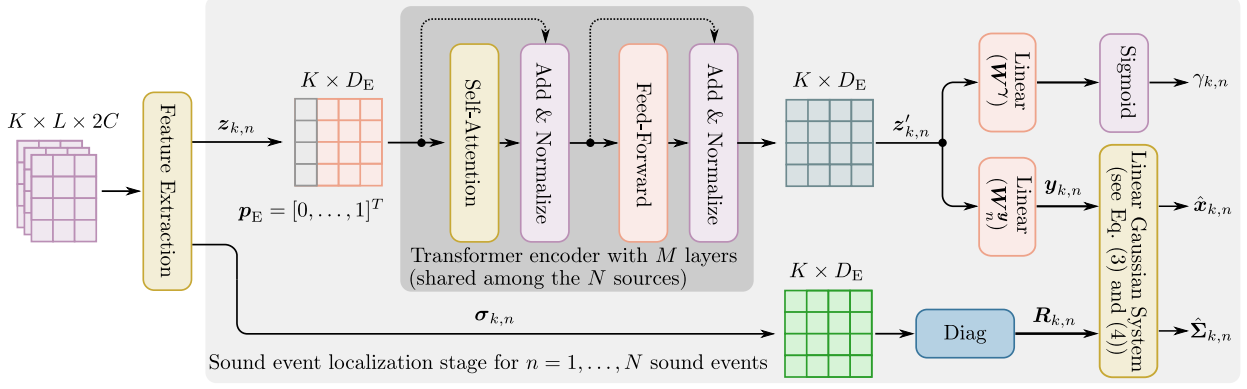 K × L × 2C
Feature Extraction
z_{k,n}
K × D_E
p_E = [0, . . . , 1]^T
Self-Attention
Add & Normalize
Feed-Forward
Add & Normalize
Transformer encoder with M layers
(shared among the N sources)
K × D_E
z'_{k,n}
Linear
(W^γ)
Sigmoid
γ_{k,n}
Linear
(W_n^y)
y_{k,n}
Linear Gaussian System
(see Eq. (3) and (4))
x̂_{k,n}
σ_{k,n}
K × D_E
Diag
R_{k,n}
Σ̂_{k,n}
Sound event localization stage for n = 1, . . . , N sound events